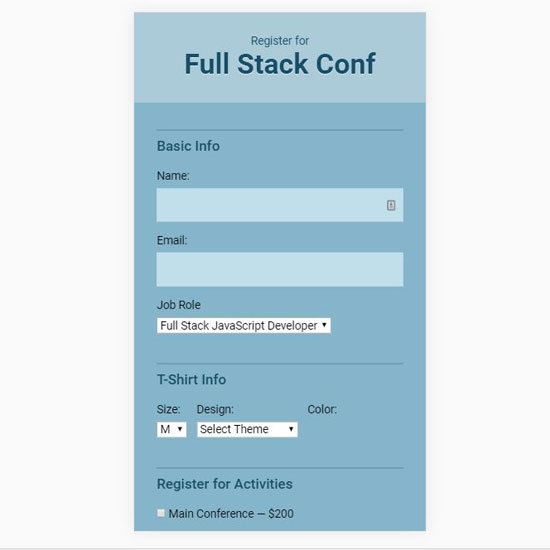 Register for
Full Stack Conf
Basic Info
Name:
Email:
Job Role
Full Stack JavaScript Developer
T-Shirt Info
Size: Design: Color:
M Select Theme
Register for Activities
Main Conference — $200